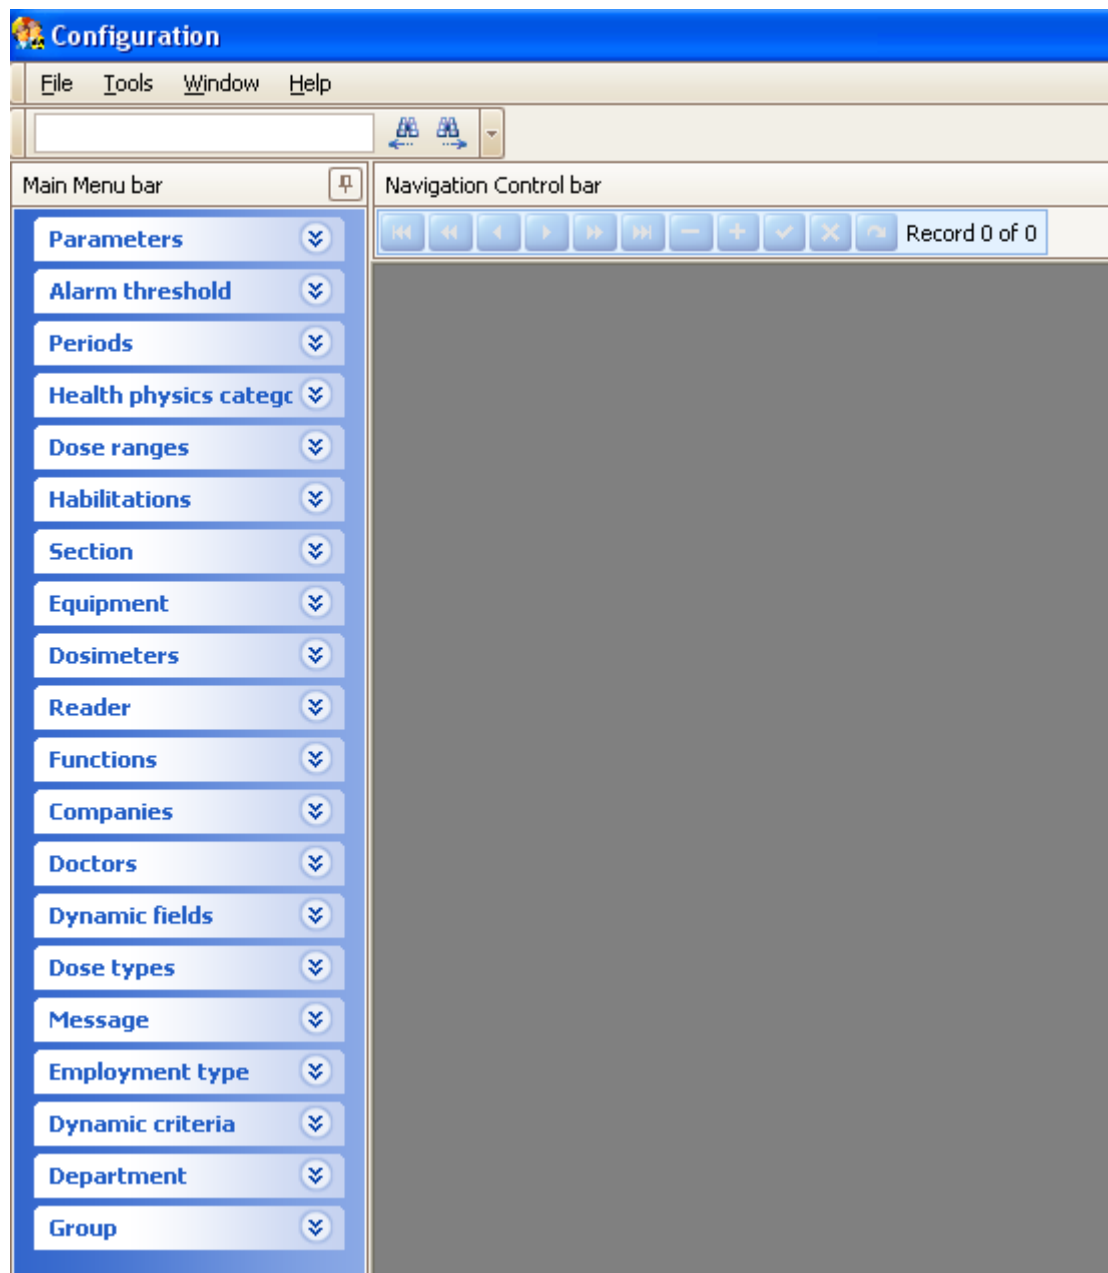 Configuration
File Tools Window Help
Main Menu bar
Navigation Control bar
Record 0 of 0
Parameters
Alarm threshold
Periods
Health physics catego
Dose ranges
Habilitations
Section
Equipment
Dosimeters
Reader
Functions
Companies
Doctors
Dynamic fields
Dose types
Message
Employment type
Dynamic criteria
Department
Group